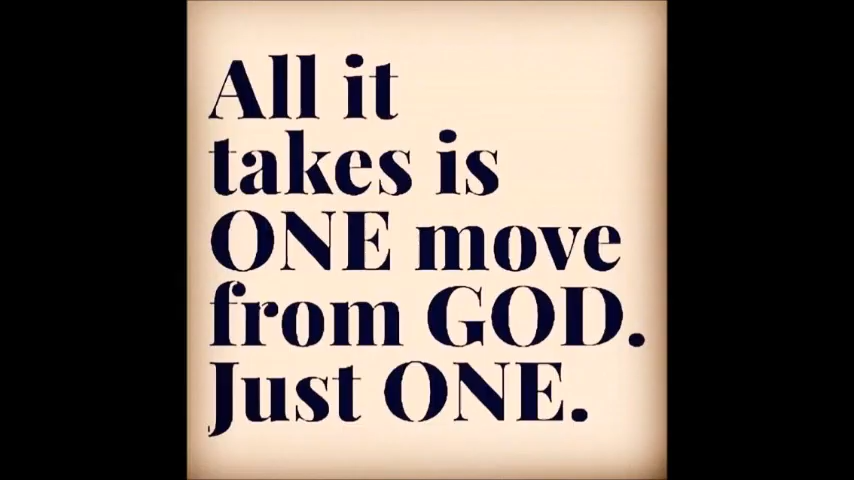 All it
takes is
ONE move
from GOD.
Just ONE.